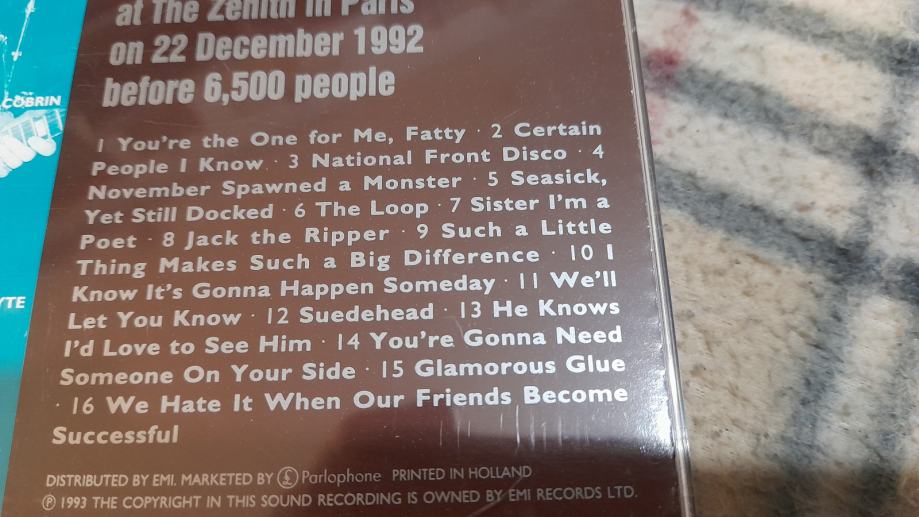 at The Zenith in Paris
on 22 December 1992
before 6,500 people
COBRIN
1 You're the One for Me, Fatty · 2 Certain
People I Know · 3 National Front Disco · 4
November Spawned a Monster · 5 Seasick,
Yet Still Docked · 6 The Loop · 7 Sister I'm a
Poet · 8 Jack the Ripper · 9 Such a Little
Thing Makes Such a Big Difference · 10 I
Know It's Gonna Happen Someday · 11 We'll
Let You Know · 12 Suedehead · 13 He Knows
I'd Love to See Him · 14 You're Gonna Need
Someone On Your Side · 15 Glamorous Glue
· 16 We Hate It When Our Friends Become
Successful
YTE
DISTRIBUTED BY EMI. MARKETED BY £ Parlophone PRINTED IN HOLLAND
℗ 1993 THE COPYRIGHT IN THIS SOUND RECORDING IS OWNED BY EMI RECORDS LTD.